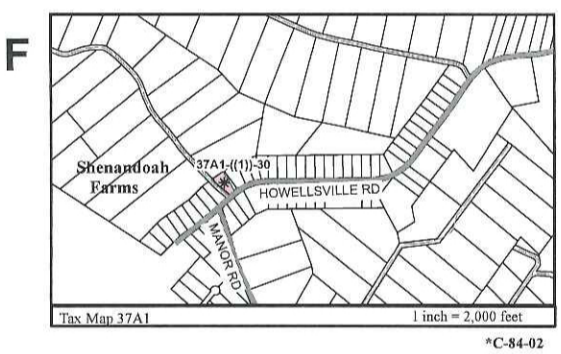 F
37A1-((1))-30
Shenandoah
Farms
HOWELLSVILLE RD
MANOR RD
Tax Map 37A1
1 inch = 2,000 feet
*C-84-02